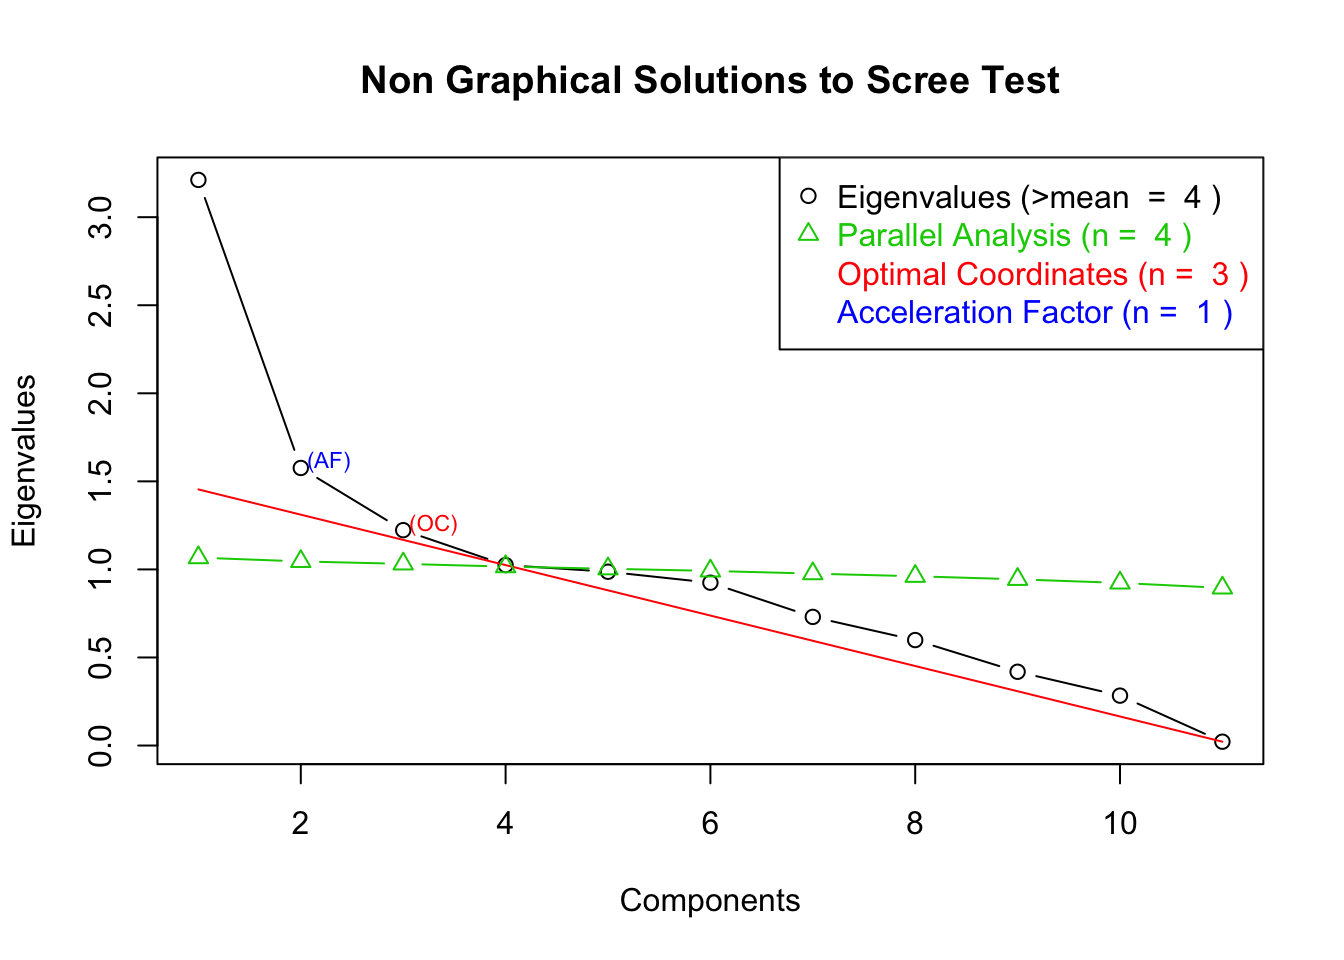 Non Graphical Solutions to Scree Test
Eigenvalues (>mean  =  4 )
Parallel Analysis (n =  4 )
Optimal Coordinates (n =  3 )
Acceleration Factor (n =  1 )
(AF)
(OC)
Eigenvalues
3.0
2.5
2.0
1.5
1.0
0.5
0.0
2 4 6 8 10
Components